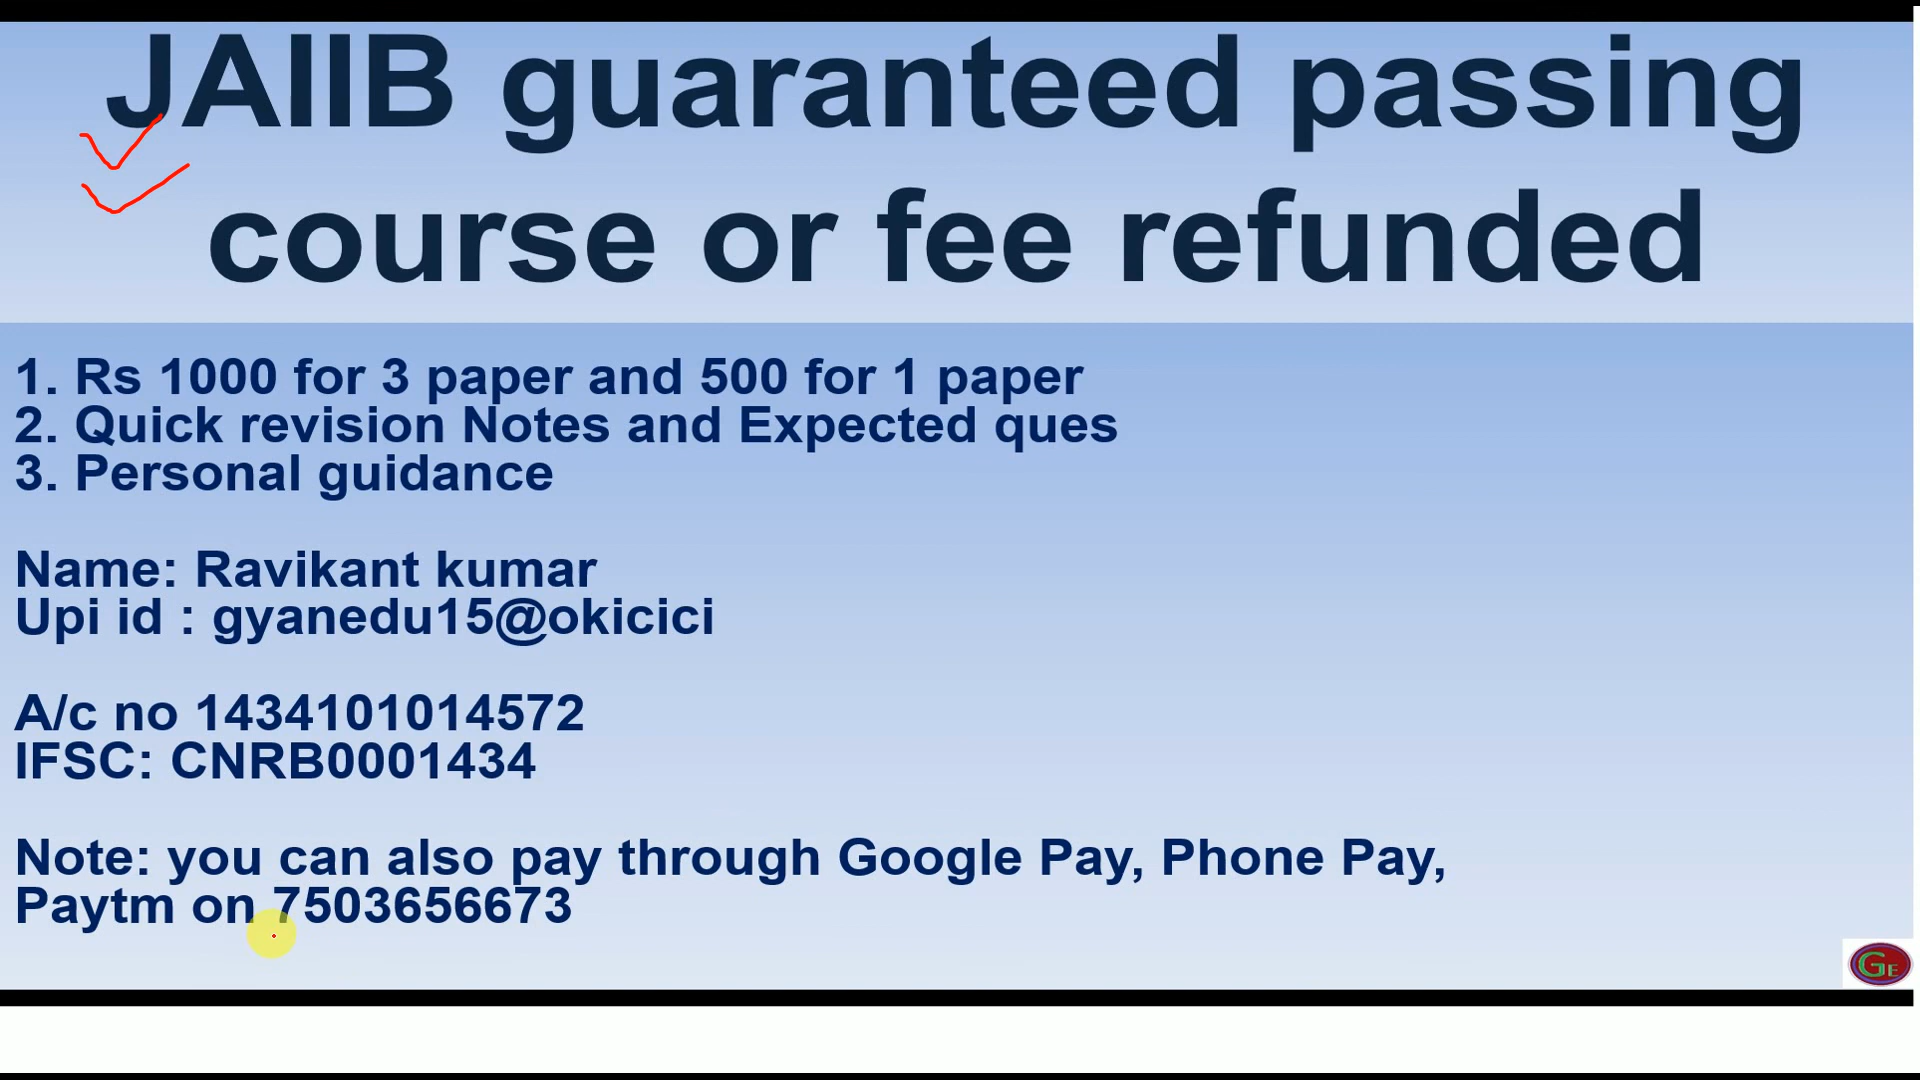 JAIIB guaranteed passing
course or fee refunded
1. Rs 1000 for 3 paper and 500 for 1 paper
2. Quick revision Notes and Expected ques
3. Personal guidance
Name: Ravikant kumar
Upi id : gyanedu15@okicici
A/c no 1434101014572
IFSC: CNRB0001434
Note: you can also pay through Google Pay, Phone Pay,
Paytm on 7503656673
GE